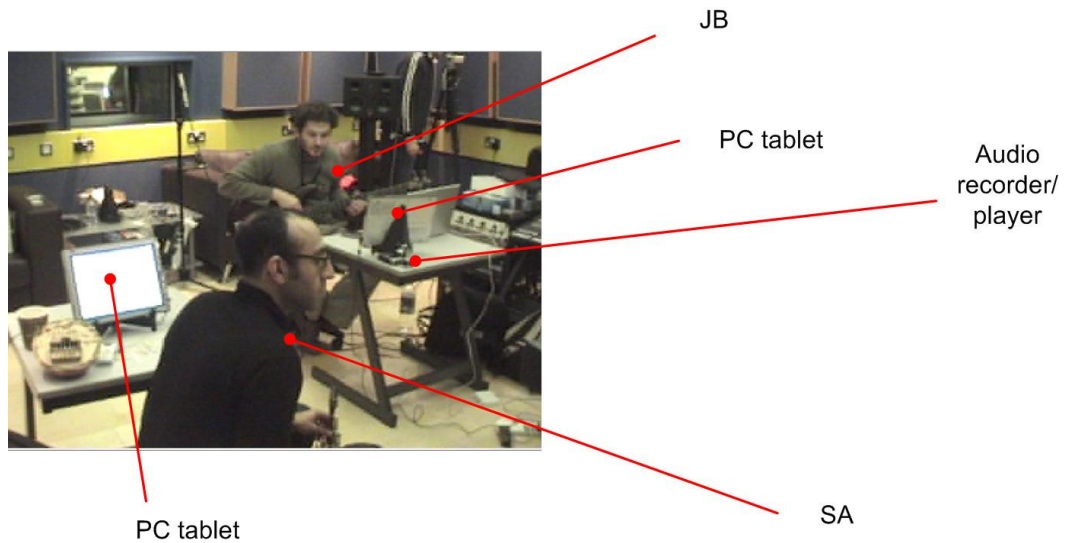 JB
PC tablet
Audio
recorder/
player
SA
PC tablet